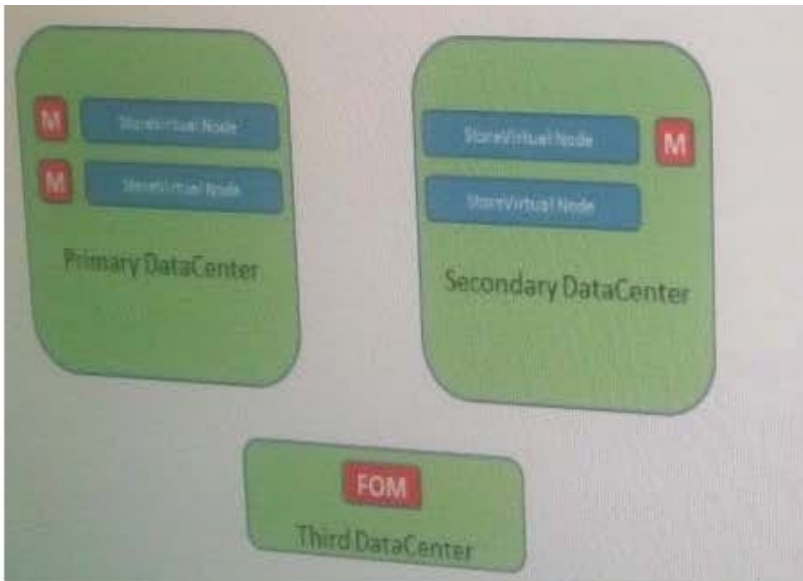 M StoreVirtual Node
M StoreVirtual Node
Primary DataCenter
StoreVirtual Node M
StoreVirtual Node
Secondary DataCenter
FOM
Third DataCenter